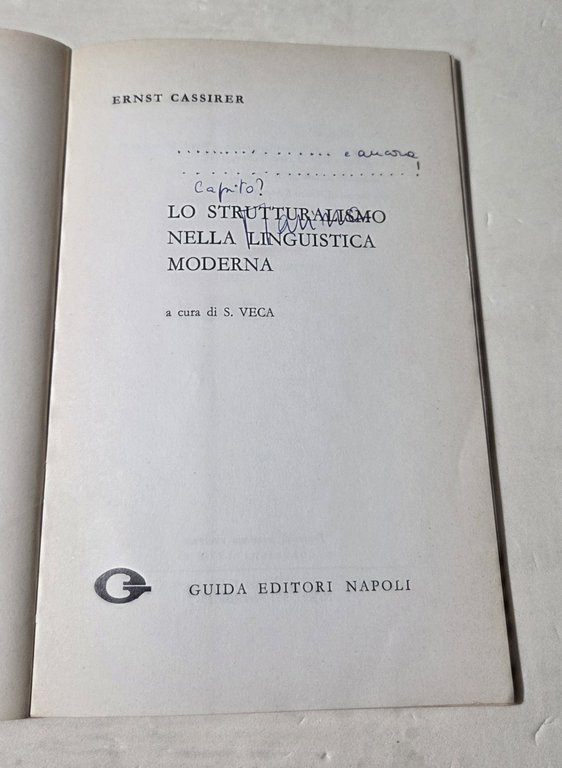 ERNST CASSIRER
.......................... e ancora
.......................... !
Capito?
LO STRUTTURALISMO
NELLA LINGUISTICA
MODERNA
a cura di S. VECA
G
GUIDA EDITORI NAPOLI